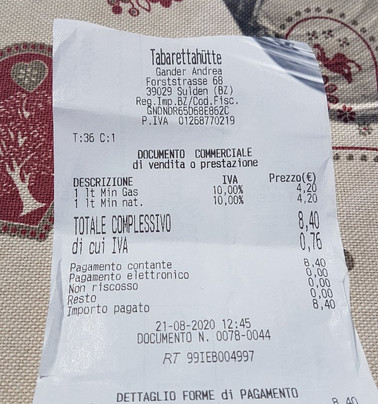 Tabarettahütte
Gander Andrea
Forststrasse 68
39029 Sulden (BZ)
Reg.Imp.BZ/Cod.Fisc.
GNDNDR65D68E862C
P.IVA 01268770219
T:36 C:1
DOCUMENTO COMMERCIALE
di vendita o prestazione
DESCRIZIONE IVA Prezzo(€)
1 lt Min Gas 10,00% 4,20
1 lt Min nat. 10,00% 4,20
TOTALE COMPLESSIVO 8,40
di cui IVA 0,76
Pagamento contante 8,40
Pagamento elettronico 0,00
Non riscosso 0,00
Resto 0,00
Importo pagato 8,40
21-08-2020 12:45
DOCUMENTO N. 0078-0044
RT 99IEB004997
DETTAGLIO FORME di PAGAMENTO
8,40